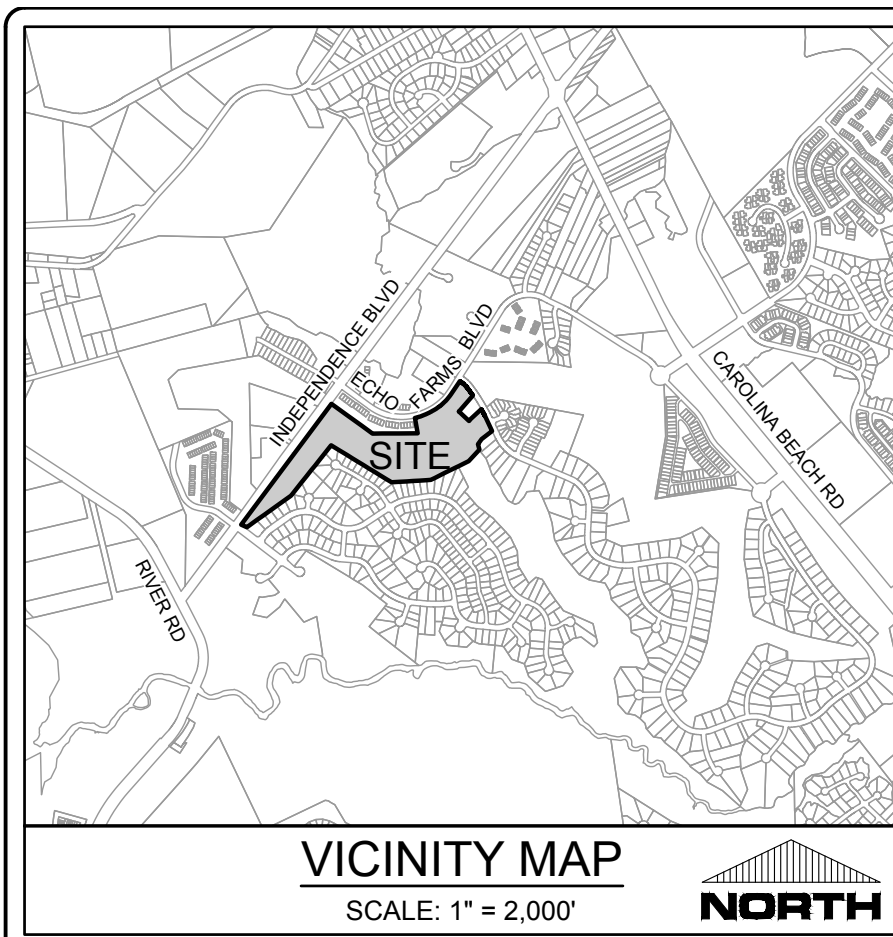 INDEPENDENCE BLVD
ECHO FARMS BLVD
CAROLINA BEACH RD
SITE
RIVER RD
VICINITY MAP
SCALE: 1" = 2,000'
NORTH